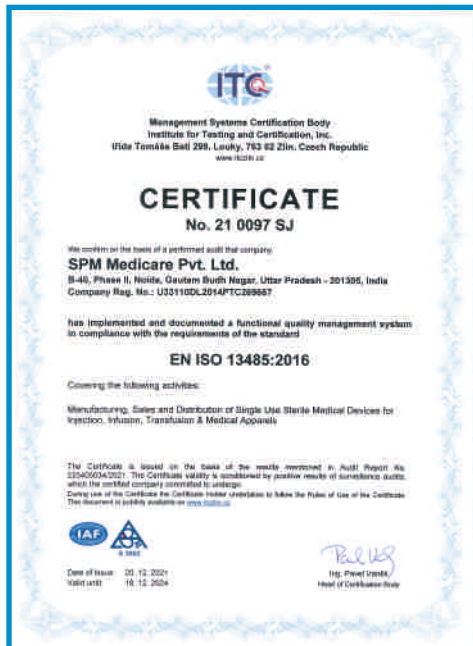 ITC
Management Systems Certification Body
Institute for Testing and Certification, Inc.
třída Tomáše Bati 299, Louky, 763 02 Zlín, Czech Republic
www.itczlin.cz
CERTIFICATE
No. 21 0097 SJ
We confirm on the basis of a performed audit that company:
SPM Medicare Pvt. Ltd.
B-40, Phase II, Noida, Gautam Budh Nagar, Uttar Pradesh - 201305, India
Company Reg. No.:
has implemented and documented a functional quality management system
in compliance with the requirements of the standard
EN ISO 13485:2016
Covering the following activities:
Manufacturing, Sales and Distribution of Single Use Sterile Medical Devices for
Injection, Infusion, Transfusion & Medical Apparels
The Certificate is issued on the basis of the results mentioned in Audit Report No.
The Certificate validity is conditioned by positive results of surveillance audits,
which the certified company committed to undergo.
During use of the Certificate the Certificate Holder undertakes to follow the Rules of Use of the Certificate.
This document is publicly available on www.itczlin.cz
IAF
Date of issue: 20. 12. 2021
Valid until: 19. 12. 2024
Ing. Pavel
Head of Certification Body